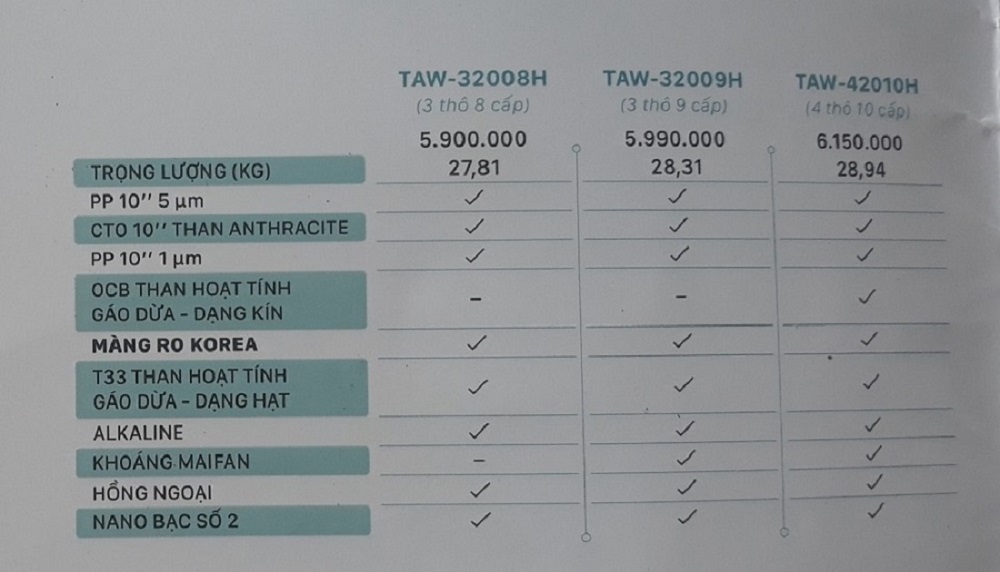 TAW-32008H TAW-32009H TAW-42010H
(3 thô 8 cấp) (3 thô 9 cấp) (4 thô 10 cấp)
5.900.000 5.990.000 6.150.000
TRỌNG LƯỢNG (KG) 27,81 28,31 28,94
PP 10'' 5 µm ✓ ✓ ✓
CTO 10'' THAN ANTHRACITE ✓ ✓ ✓
PP 10'' 1 µm ✓ ✓ ✓
OCB THAN HOẠT TÍNH
GÁO DỪA - DẠNG KÍN - - ✓
MÀNG RO KOREA ✓ ✓ ✓
T33 THAN HOẠT TÍNH
GÁO DỪA - DẠNG HẠT ✓ ✓ ✓
ALKALINE ✓ ✓ ✓
KHOÁNG MAIFAN - ✓ ✓
HỒNG NGOẠI ✓ ✓ ✓
NANO BẠC SỐ 2 ✓ ✓ ✓